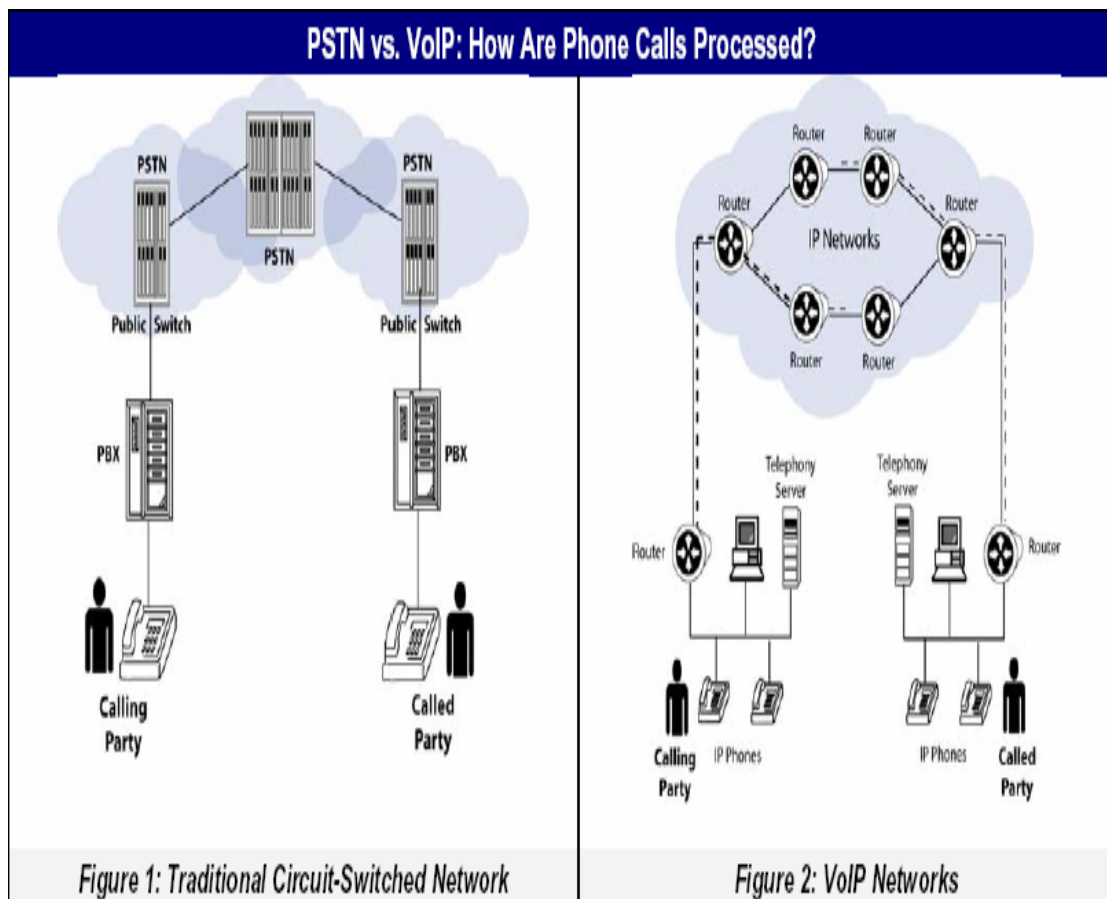 PSTN vs. VoIP: How Are Phone Calls Processed?
PSTN
PSTN
PSTN
Public Switch
Public Switch
PBX
PBX
Calling
Party
Called
Party
Figure 1: Traditional Circuit-Switched Network
Router
Router
Router
Router
IP Networks
Router
Router
Telephony
Server
Telephony
Server
Router
Router
IP Phones
IP Phones
Calling
Party
Called
Party
Figure 2: VoIP Networks